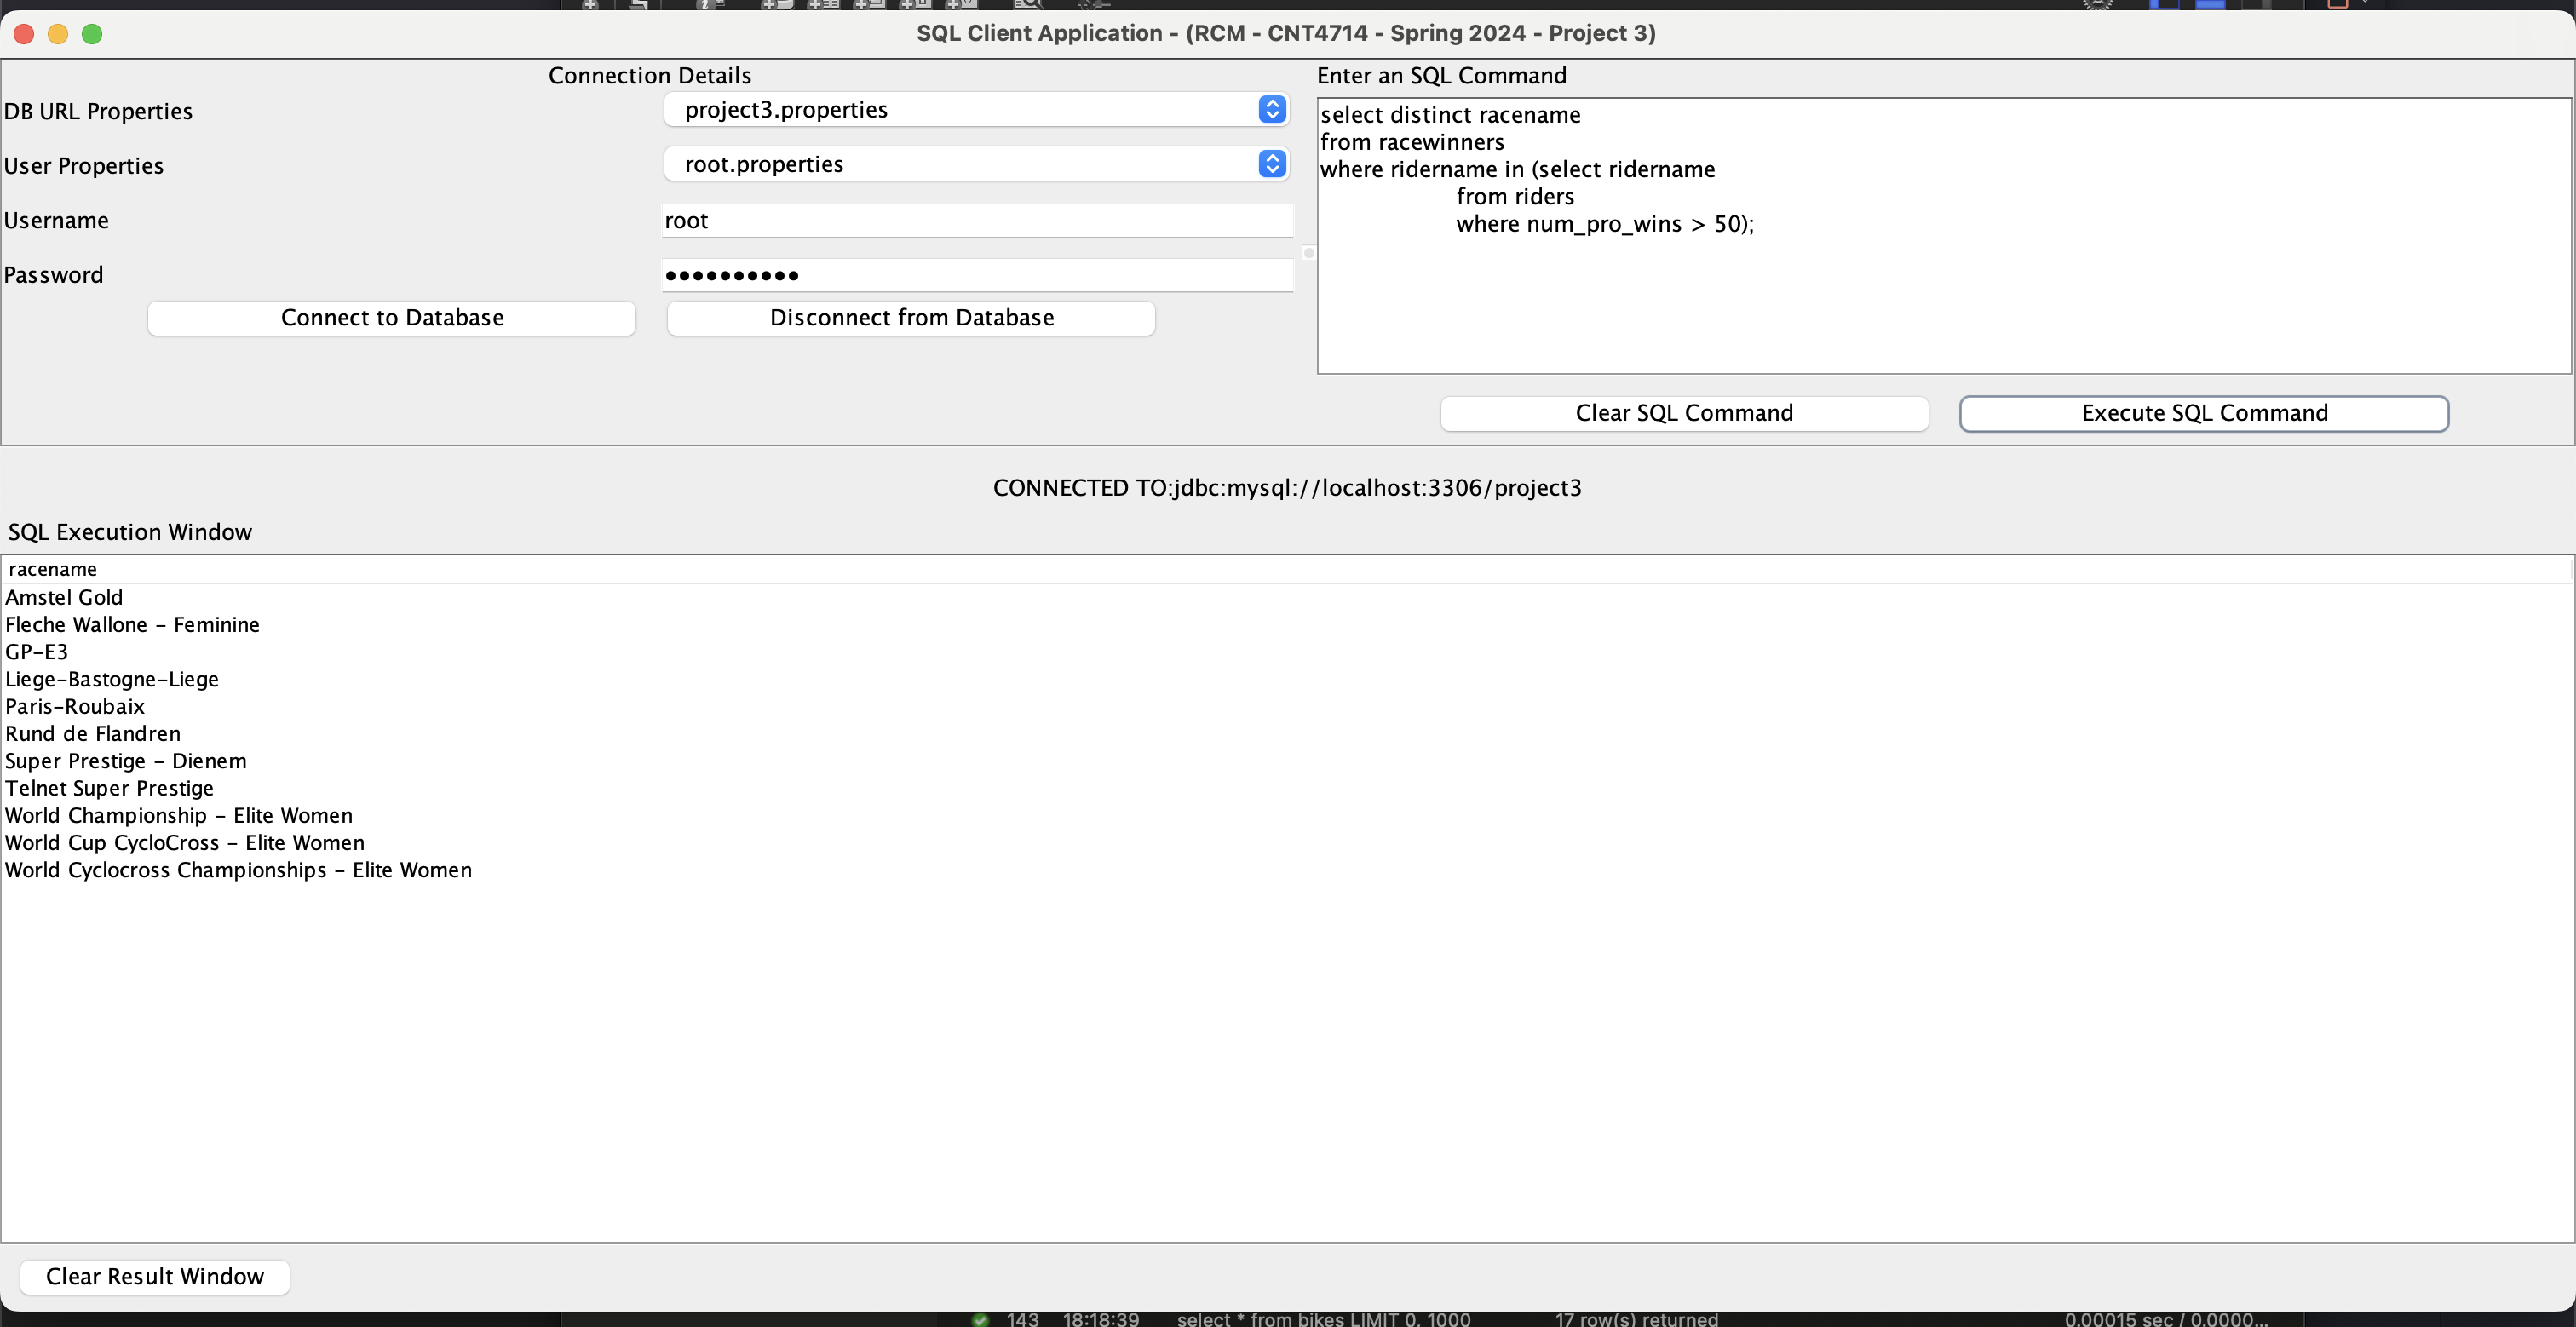 SQL Client Application - (RCM - CNT4714 - Spring 2024 - Project 3)
Connection Details
DB URL Properties
project3.properties
User Properties
root.properties
Username
root
Password
●●●●●●●●●●
Connect to Database
Disconnect from Database
Enter an SQL Command
select distinct racename
from racewinners
where ridername in (select ridername
from riders
where num_pro_wins > 50);
Clear SQL Command
Execute SQL Command
CONNECTED TO:jdbc:mysql://localhost:3306/project3
SQL Execution Window
racename
Amstel Gold
Fleche Wallone – Feminine
GP–E3
Liege–Bastogne–Liege
Paris–Roubaix
Rund de Flandren
Super Prestige – Dienem
Telnet Super Prestige
World Championship – Elite Women
World Cup CycloCross – Elite Women
World Cyclocross Championships – Elite Women
Clear Result Window
143 18:18:39 select * from bikes LIMIT 0, 1000 17 row(s) returned 0.00015 sec / 0.0000...